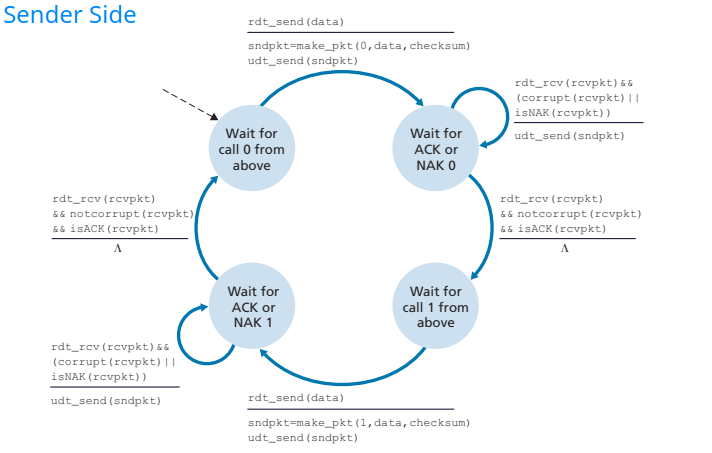 Sender Side
rdt_send(data)
sndpkt=make_pkt(0,data,checksum)
udt_send(sndpkt)
rdt_rcv(rcvpkt)&&
(corrupt(rcvpkt)||
isNAK(rcvpkt))
udt_send(sndpkt)
Wait for
call 0 from
above
Wait for
ACK or
NAK 0
rdt_rcv(rcvpkt)
&& notcorrupt(rcvpkt)
&& isACK(rcvpkt)
Λ
rdt_rcv(rcvpkt)
&& notcorrupt(rcvpkt)
&& isACK(rcvpkt)
Λ
Wait for
ACK or
NAK 1
Wait for
call 1 from
above
rdt_rcv(rcvpkt)&&
(corrupt(rcvpkt)||
isNAK(rcvpkt))
udt_send(sndpkt)
rdt_send(data)
sndpkt=make_pkt(1,data,checksum)
udt_send(sndpkt)